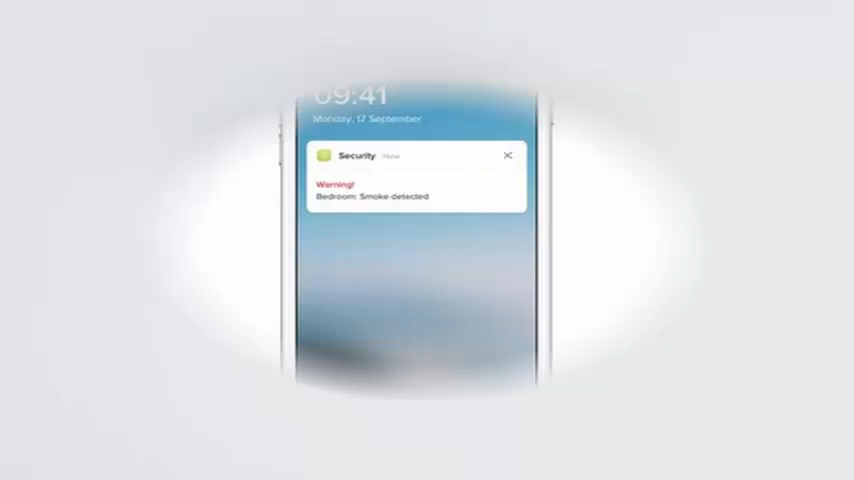 09:41
Monday, 17 September
Security Now
Warning!
Bedroom: Smoke detected